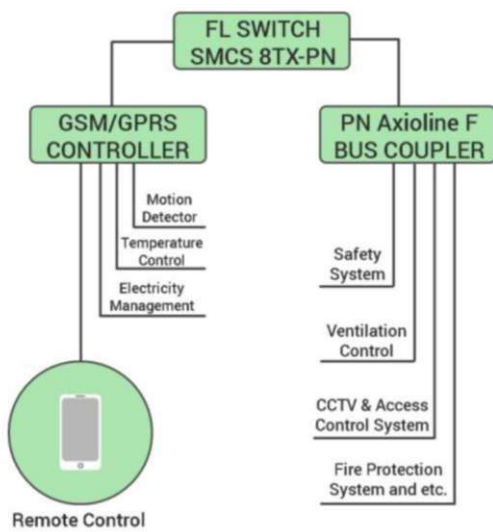 FL SWITCH
SMCS 8TX-PN
GSM/GPRS
CONTROLLER
PN Axioline F
BUS COUPLER
Motion
Detector
Temperature
Control
Electricity
Management
Safety
System
Ventilation
Control
CCTV & Access
Control System
Fire Protection
System and etc.
Remote Control